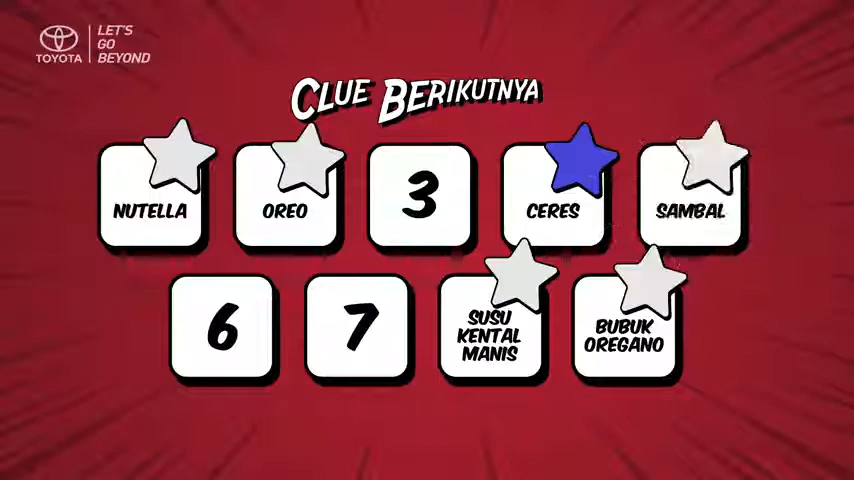 TOYOTA
LET'S
GO
BEYOND
CLUE BERIKUTNYA
NUTELLA
OREO
3
CERES
SAMBAL
6
7
SUSU
KENTAL
MANIS
BUBUK
OREGANO